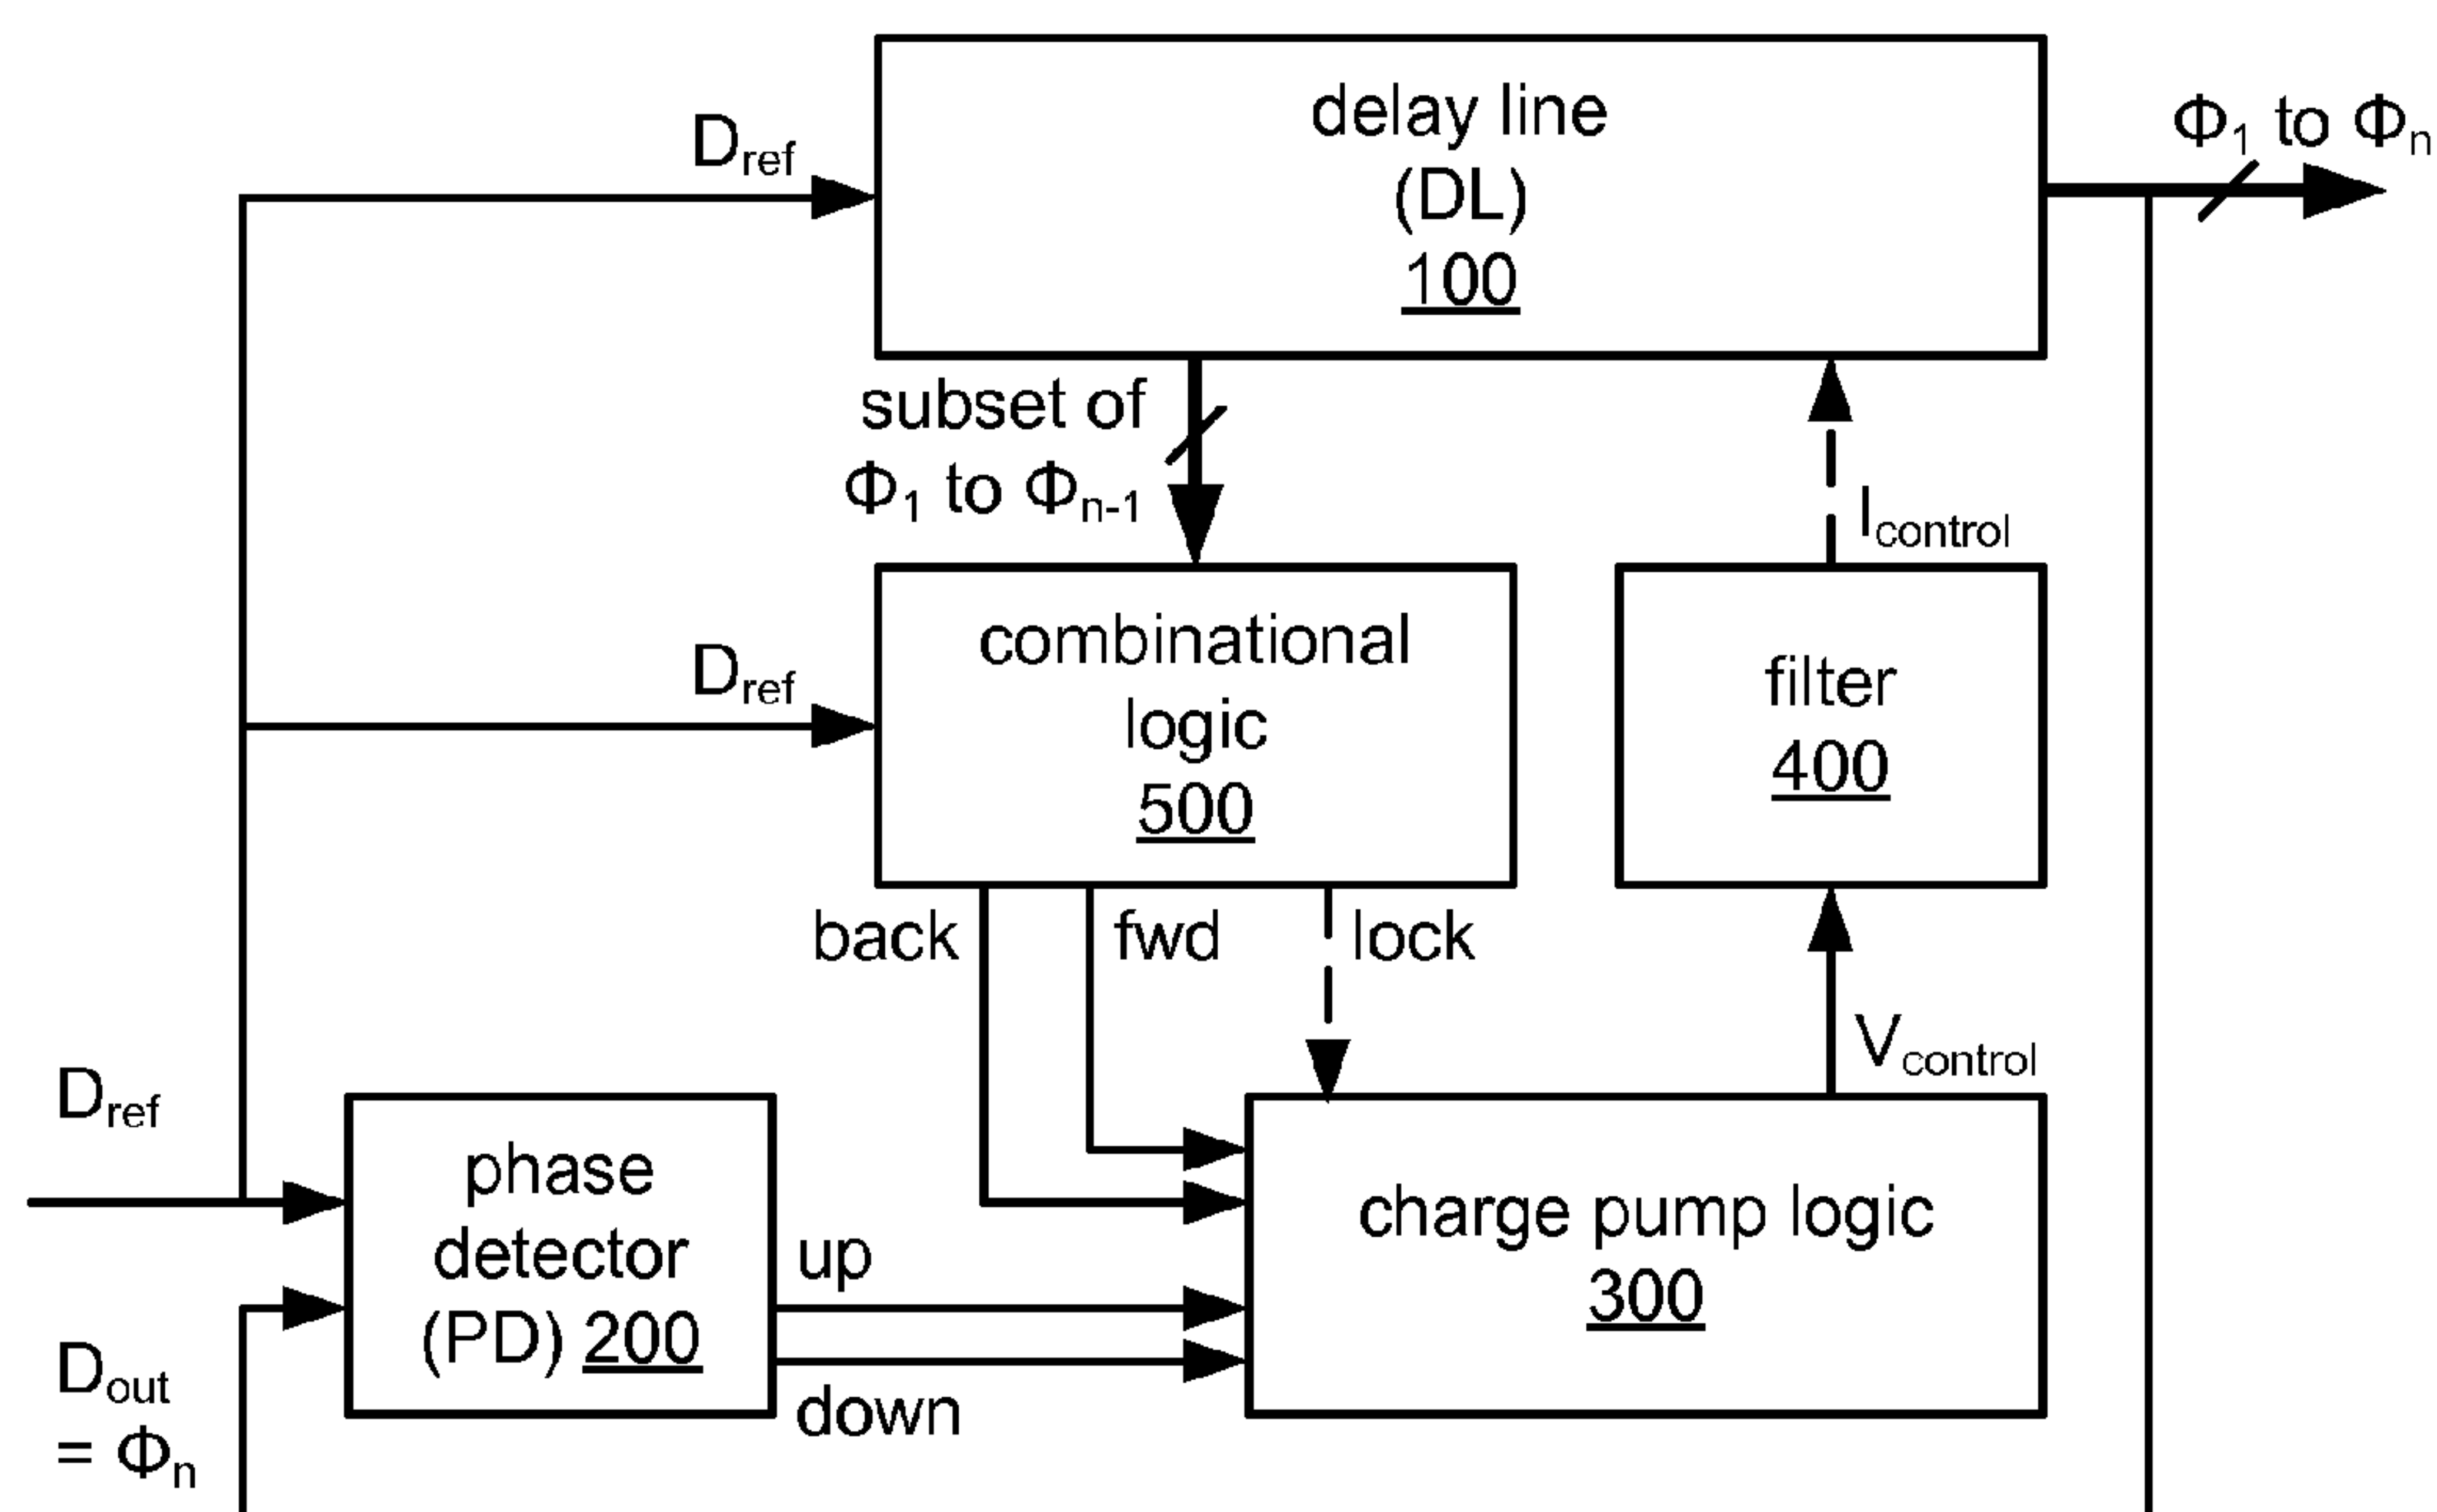 delay line
(DL)
100
Φ1 to Φn
Dref
subset of
Φ1 to Φn-1
Icontrol
combinational
logic
500
filter
400
Dref
back
fwd
lock
Vcontrol
Dref
phase
detector
(PD) 200
up
down
charge pump logic
300
Dout
= Φn